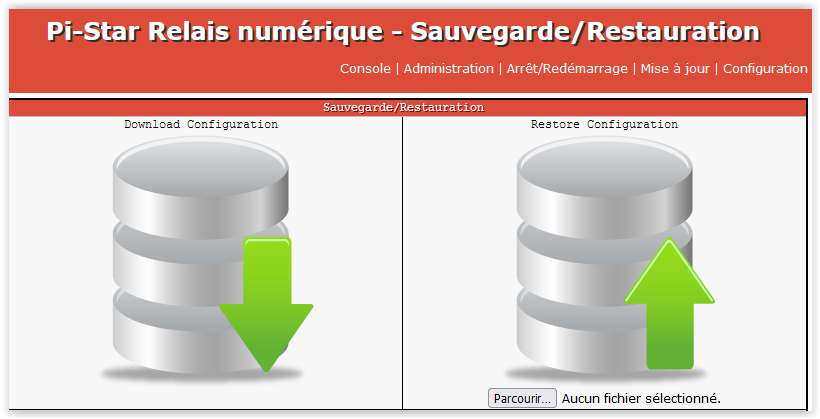 Pi-Star Relais numérique - Sauvegarde/Restauration
Console | Administration | Arrêt/Redémarrage | Mise à jour | Configuration
Sauvegarde/Restauration
Download Configuration
Restore Configuration
Parcourir... Aucun fichier sélectionné.